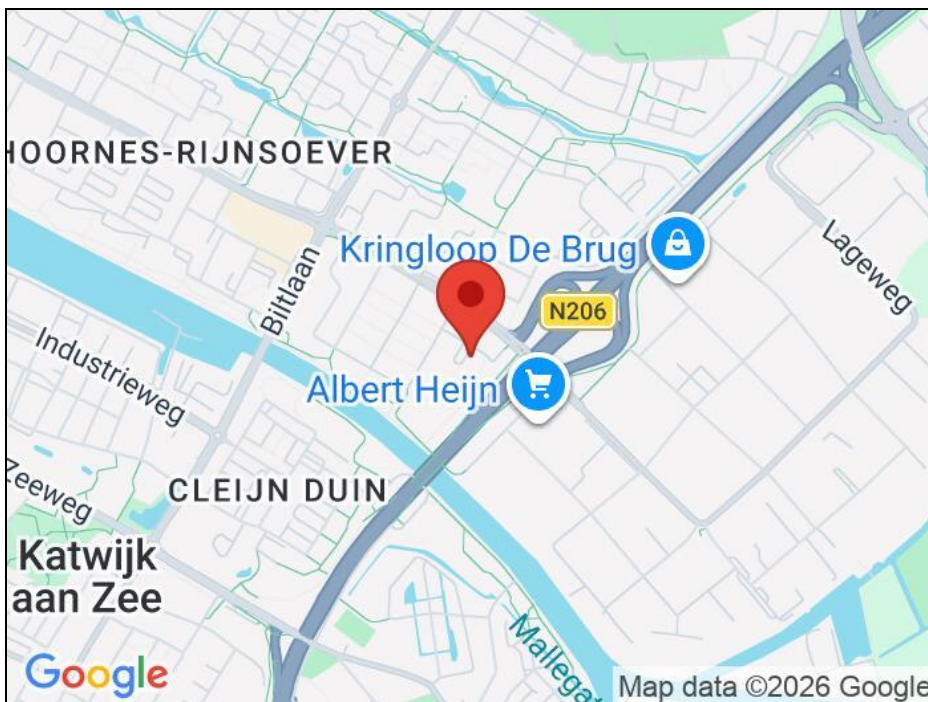 HOORNES-RIJNSOEVER
Kringloop De Brug
Lageweg
Biltlaan
N206
Industrieweg
Albert Heijn
Zeeweg
CLEIJN DUIN
Katwijk
aan Zee
Mallegat
Google
Map data ©2026 Google